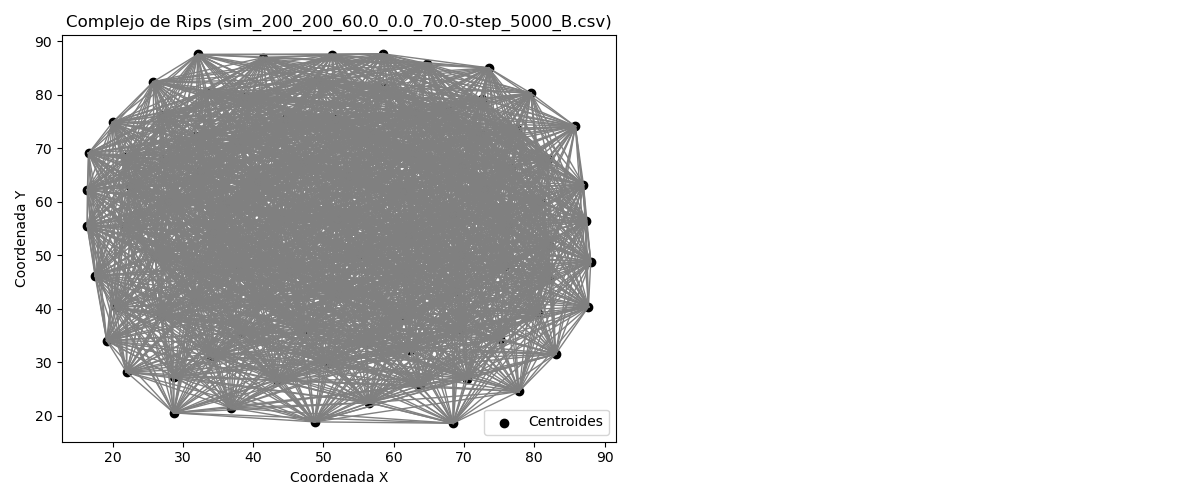 Complejo de Rips (sim_200_200_60.0_0.0_70.0-step_5000_B.csv)
90
80
70
60
50
40
30
20
Coordenada Y
20 30 40 50 60 70 80 90
Coordenada X
Centroides